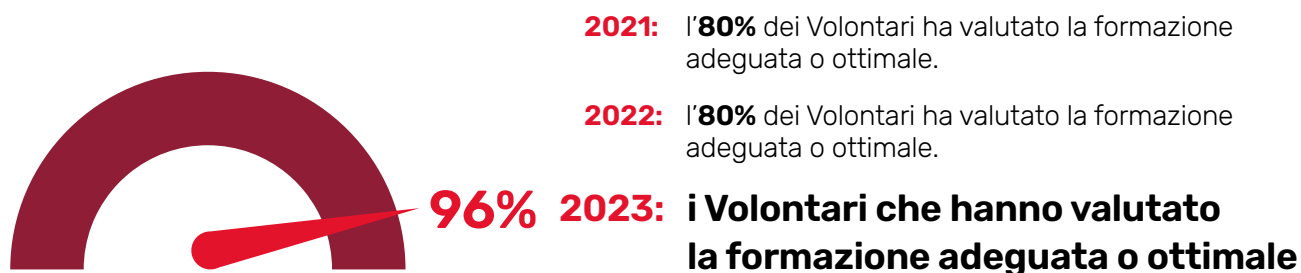 2021: l'80% dei Volontari ha valutato la formazione
adeguata o ottimale.
2022: l'80% dei Volontari ha valutato la formazione
adeguata o ottimale.
96% 2023: i Volontari che hanno valutato
la formazione adeguata o ottimale